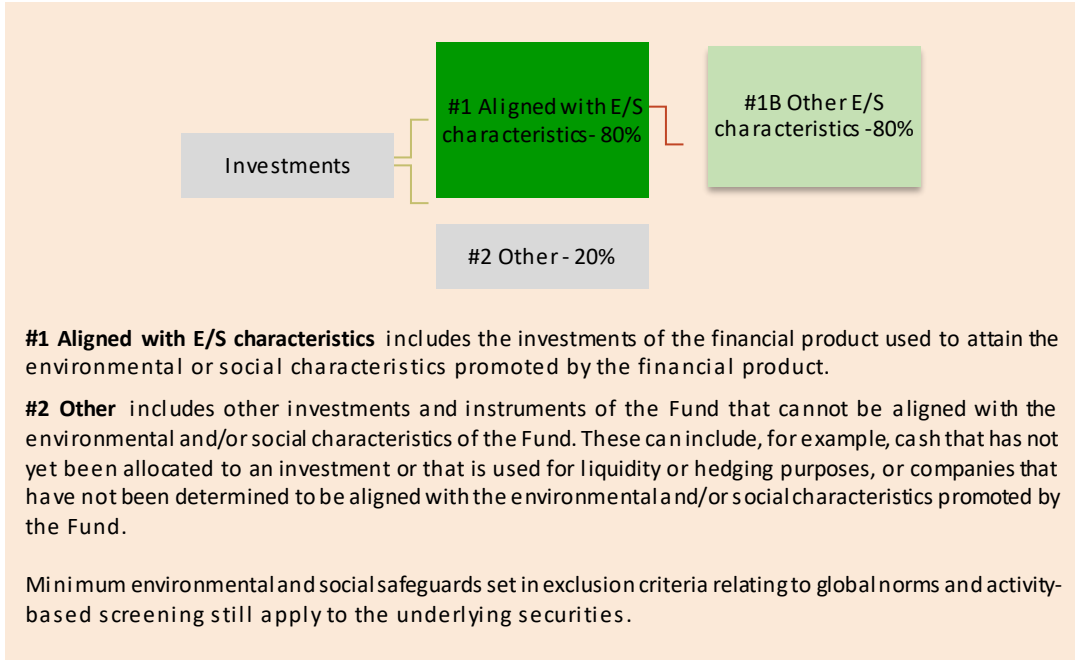 #1 Aligned with E/S
characteristics- 80%
#1B Other E/S
characteristics -80%
Investments
#2 Other - 20%
#1 Aligned with E/S characteristics includes the investments of the financial product used to attain the
environmental or social characteristics promoted by the financial product.
#2 Other includes other investments and instruments of the Fund that cannot be aligned with the
environmental and/or social characteristics of the Fund. These can include, for example, cash that has not
yet been allocated to an investment or that is used for liquidity or hedging purposes, or companies that
have not been determined to be aligned with the environmental and/or social characteristics promoted by
the Fund.
Minimum environmental and social safeguards set in exclusion criteria relating to global norms and activity-
based screening still apply to the underlying securities.